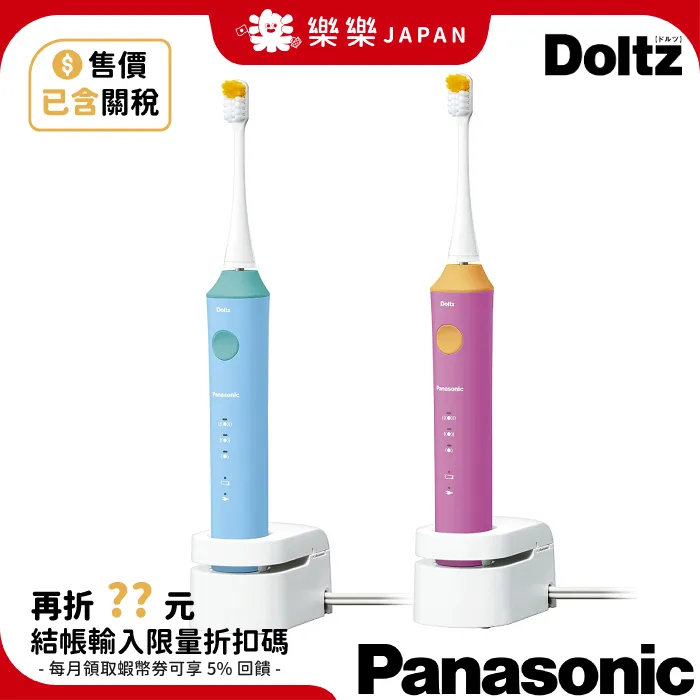 樂樂 JAPAN
售價
已含關稅
Doltz
【ドルツ】
Doltz
Panasonic
Doltz
Panasonic
再折 ?? 元
結帳輸入限量折扣碼
- 每月領取蝦幣券可享 5% 回饋 -
Panasonic